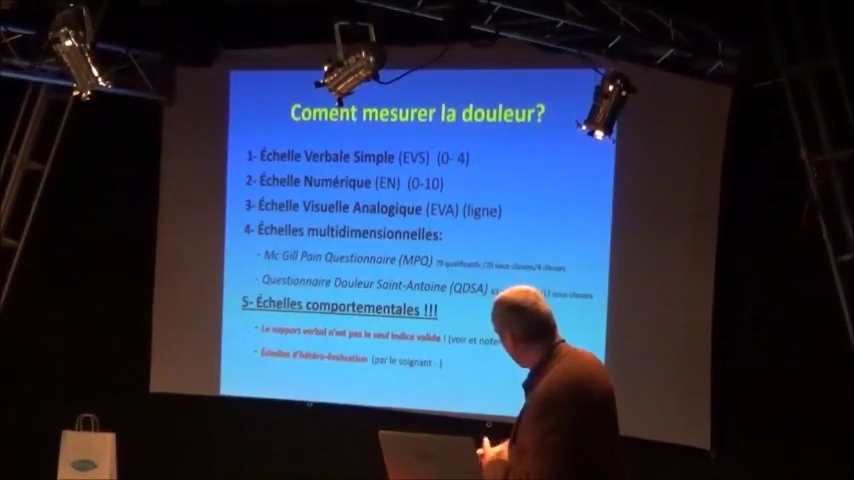 Coment mesurer la douleur?
1- Échelle Verbale Simple (EVS) (0- 4)
2- Échelle Numérique (EN) (0-10)
3- Échelle Visuelle Analogique (EVA) (ligne)
4- Échelles multidimensionnelles:
- Mc Gill Pain Questionnaire (MPQ) 79 qualificatifs /20 sous-classes/4 classes
- Questionnaire Douleur Saint-Antoine (QDSA) /17 sous-classes
5- Échelles comportementales !!!
- Le rapport verbal n'est pas le seul indice valide ! (voir et note
- Échelles d'hétéro-évaluation (par le soignant )